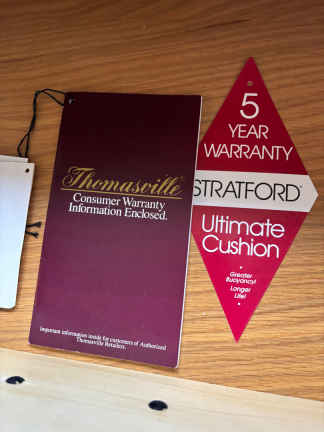 Thomasville
Consumer Warranty
Information Enclosed.
Important information inside for customers of Authorized
Thomasville Retailers.
5
YEAR
WARRANTY
STRATFORD
Ultimate
Cushion
Greater
Buoyancy!
Longer
Life!